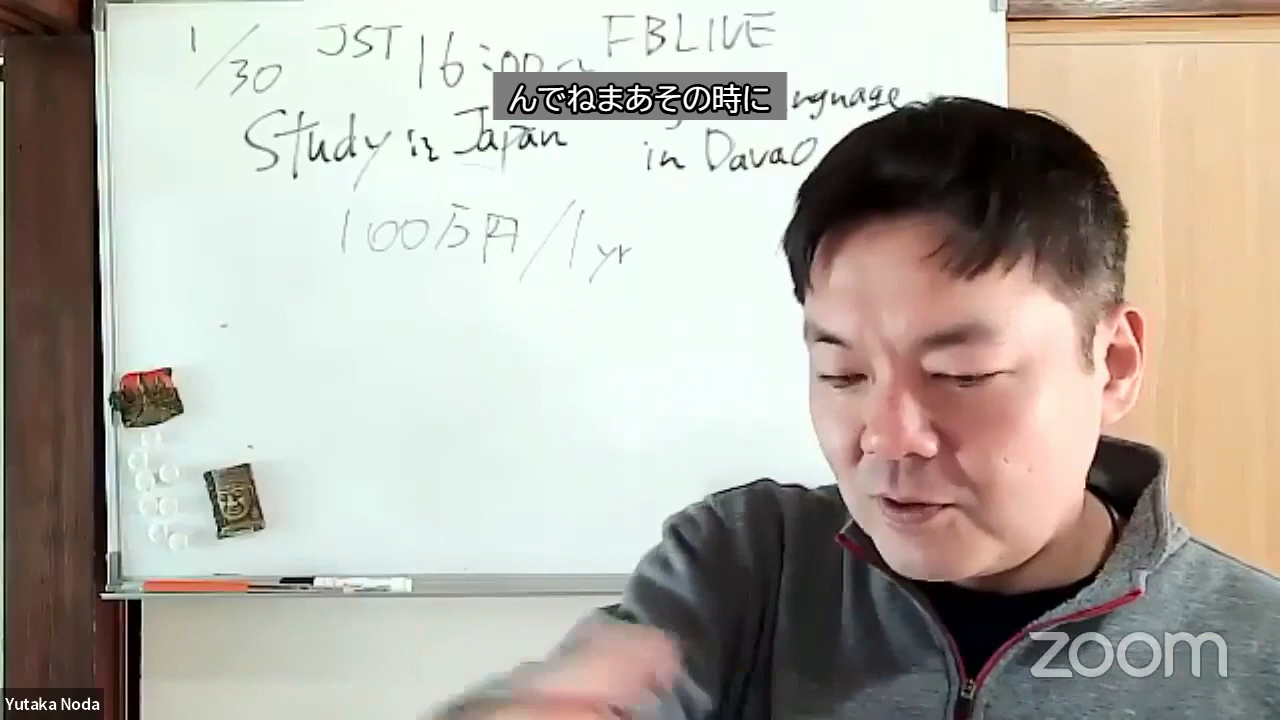 1/30 JST 16:00~ FBLIVE
んでねまあその時に
nguage
Study in Japan
in Davao
100万円/1yr
zoom
Yutaka Noda